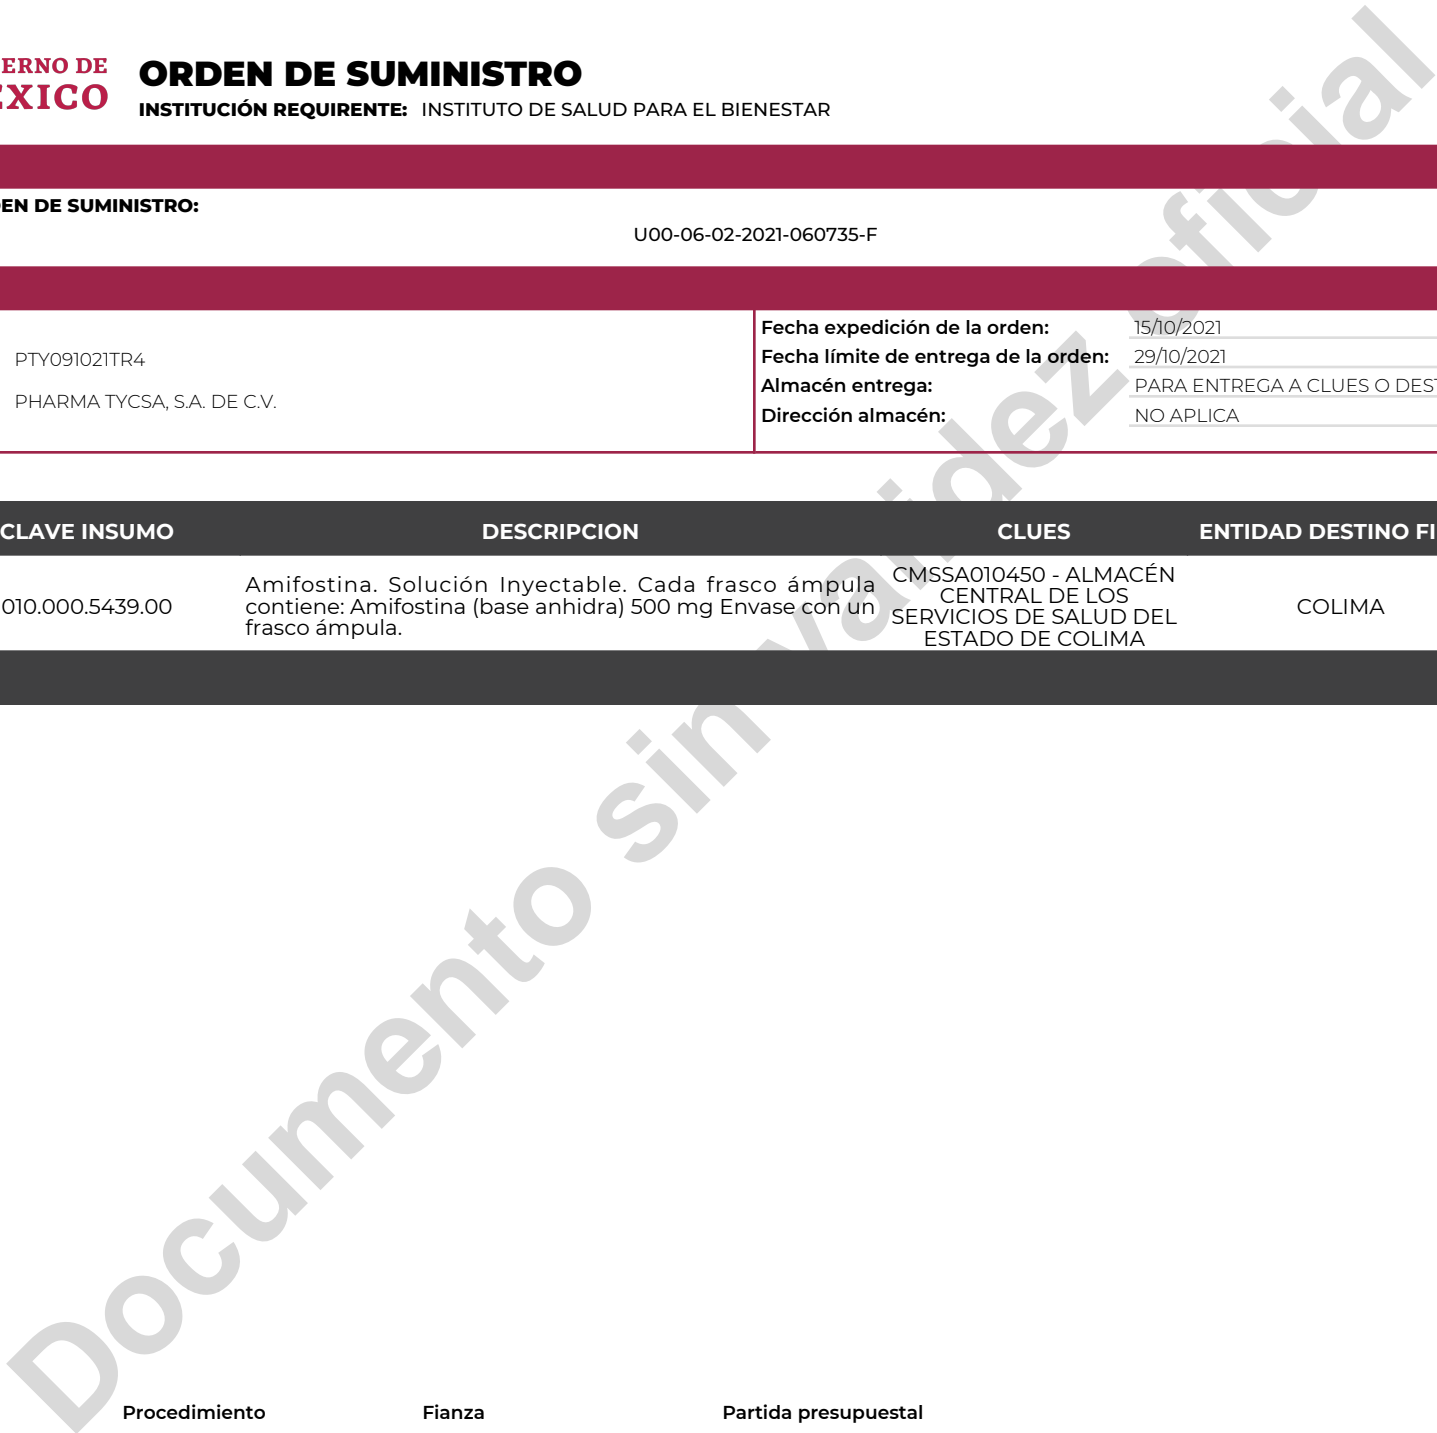 ERNO DE
ÉXICO
ORDEN DE SUMINISTRO
INSTITUCIÓN REQUIRENTE: INSTITUTO DE SALUD PARA EL BIENESTAR
EN DE SUMINISTRO:
U00-06-02-2021-060735-F
PTY091021TR4
PHARMA TYCSA, S.A. DE C.V.
Fecha expedición de la orden: 15/10/2021
Fecha límite de entrega de la orden: 29/10/2021
Almacén entrega: PARA ENTREGA A CLUES O DEST
Dirección almacén: NO APLICA
CLAVE INSUMO DESCRIPCION CLUES ENTIDAD DESTINO FI
010.000.5439.00
Amifostina. Solución Inyectable. Cada frasco ámpula
contiene: Amifostina (base anhidra) 500 mg Envase con un
frasco ámpula.
CMSSA010450 - ALMACÉN
CENTRAL DE LOS
SERVICIOS DE SALUD DEL
ESTADO DE COLIMA
COLIMA
Documento sin validez oficial
Procedimiento Fianza Partida presupuestal